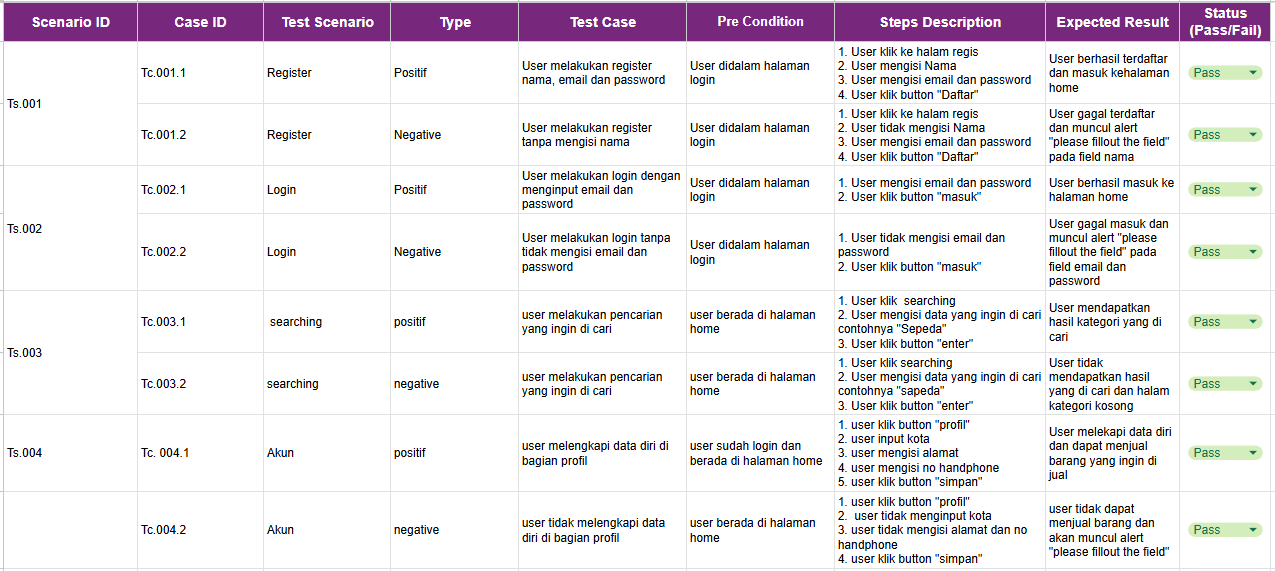 Scenario ID
Case ID
Test Scenario
Type
Test Case
Pre Condition
Steps Description
Expected Result
Status
(Pass/Fail)
Ts.001
Tc.001.1
Register
Positif
User melakukan register
nama, email dan password
User didalam halaman
login
1. User klik ke halam regis
2. User mengisi Nama
3. User mengisi email dan password
4. User klik button "Daftar"
User berhasil terdaftar
dan masuk kehalaman
home
Pass
Tc.001.2
Register
Negative
User melakukan register
tanpa mengisi nama
User didalam halaman
login
1. User klik ke halam regis
2. User tidak mengisi Nama
3. User mengisi email dan password
4. User klik button "Daftar"
User gagal terdaftar
dan muncul alert
"please fillout the field"
pada field nama
Pass
Ts.002
Tc.002.1
Login
Positif
User melakukan login dengan
menginput email dan
password
User didalam halaman
login
1. User mengisi email dan password
2. User klik button "masuk"
User berhasil masuk ke
halaman home
Pass
Tc.002.2
Login
Negative
User melakukan login tanpa
tidak mengisi email dan
password
User didalam halaman
login
1. User tidak mengisi email dan
password
2. User klik button "masuk"
User gagal masuk dan
muncul alert "please
fillout the field" pada
field email dan
password
Pass
Ts.003
Tc.003.1
searching
positif
user melakukan pencarian
yang ingin di cari
user berada di halaman
home
1. User klik  searching
2. User mengisi data yang ingin di cari
contohnya "Sepeda"
3. User klik button "enter"
User mendapatkan
hasil kategori yang di
cari
Pass
Tc.003.2
searching
negative
user melakukan pencarian
yang ingin di cari
user berada di halaman
home
1. User klik searching
2. User mengisi data yang ingin di cari
contohnya "sapeda"
3. User klik button "enter"
User tidak
mendapatkan hasil
yang di cari dan halam
kategori kosong
Pass
Ts.004
Tc. 004.1
Akun
positif
user melengkapi data diri di
bagian profil
user sudah login dan
berada di halaman home
1. user klik button "profil"
2. user input kota
3. user mengisi alamat
4. user mengisi no handphone
5. user klik button "simpan"
User melekapi data diri
dan dapat menjual
barang yang ingin di
jual
Pass
Tc.004.2
Akun
negative
user tidak melengkapi data
diri di bagian profil
user berada di halaman
home
1. user klik button "profil"
2.  user tidak menginput kota
3. user tidak mengisi alamat dan no
handphone
4. user klik button "simpan"
user tidak dapat
menjual barang dan
akan muncul alert
"please fillout the field"
Pass